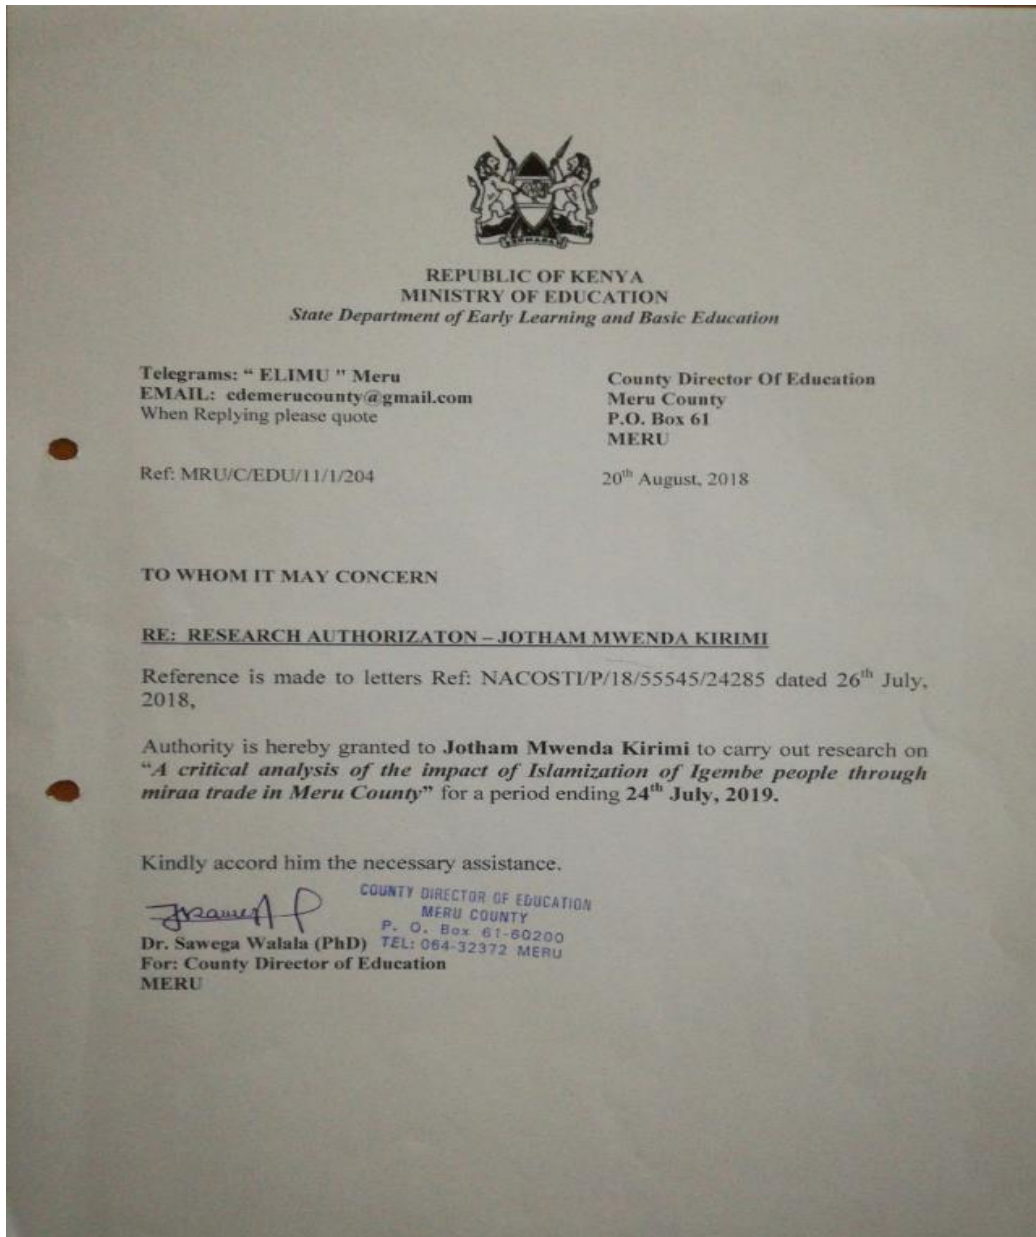 HARAMBEE
REPUBLIC OF KENYA
MINISTRY OF EDUCATION
State Department of Early Learning and Basic Education
Telegrams: “ ELIMU ” Meru
EMAIL: cdemerucounty@gmail.com
When Replying please quote
County Director Of Education
Meru County
P.O. Box 61
MERU
Ref: MRU/C/EDU/11/1/204
20th August, 2018
TO WHOM IT MAY CONCERN
RE: RESEARCH AUTHORIZATON – JOTHAM MWENDA KIRIMI
Reference is made to letters Ref: NACOSTI/P/18/55545/24285 dated 26th July,
2018,
Authority is hereby granted to Jotham Mwenda Kirimi to carry out research on
“A critical analysis of the impact of Islamization of Igembe people through
miraa trade in Meru County” for a period ending 24th July, 2019.
Kindly accord him the necessary assistance.
COUNTY DIRECTOR OF EDUCATION
MERU COUNTY
P. O. Box 61-60200
TEL: 064-32372 MERU
Dr. Sawega Walala (PhD)
For: County Director of Education
MERU